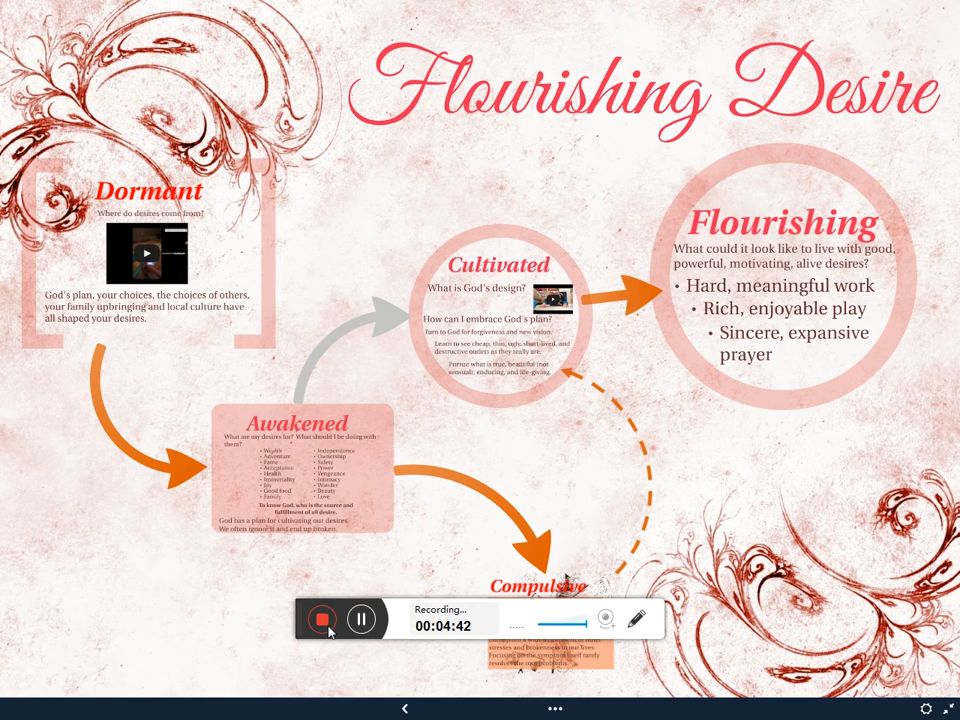 Flourishing Desire
Dormant
Where do desires come from?
God's plan, your choices, the choices of others,
your family upbringing and local culture have
all shaped your desires.
Awakened
What are my desires for? What should I be doing with
them?
• Wealth
• Adventure
• Fame
• Acceptance
• Health
• Immortality
• Joy
• Good food
• Family
• Independence
• Ownership
• Safety
• Power
• Vengeance
• Intimacy
• Wonder
• Beauty
• Love
To know God, who is the source and
fulfillment of all desire.
God has a plan for cultivating our desires.
We often ignore it and end up broken.
Cultivated
What is God's design?
How can I embrace God's plan?
Turn to God for forgiveness and new vision.
Learn to see cheap, thin, ugly, short-lived, and
destructive outlets as they really are.
Pursue what is true, beautiful (not
sensual), enduring, and life-giving.
Flourishing
What could it look like to live with good,
powerful, motivating, alive desires?
• Hard, meaningful work
• Rich, enjoyable play
• Sincere, expansive
prayer
Compulsive
stresses and brokenness in our lives.
Focusing on the symptom itself rarely
resolves the root problems.
Recording...
00:04:42